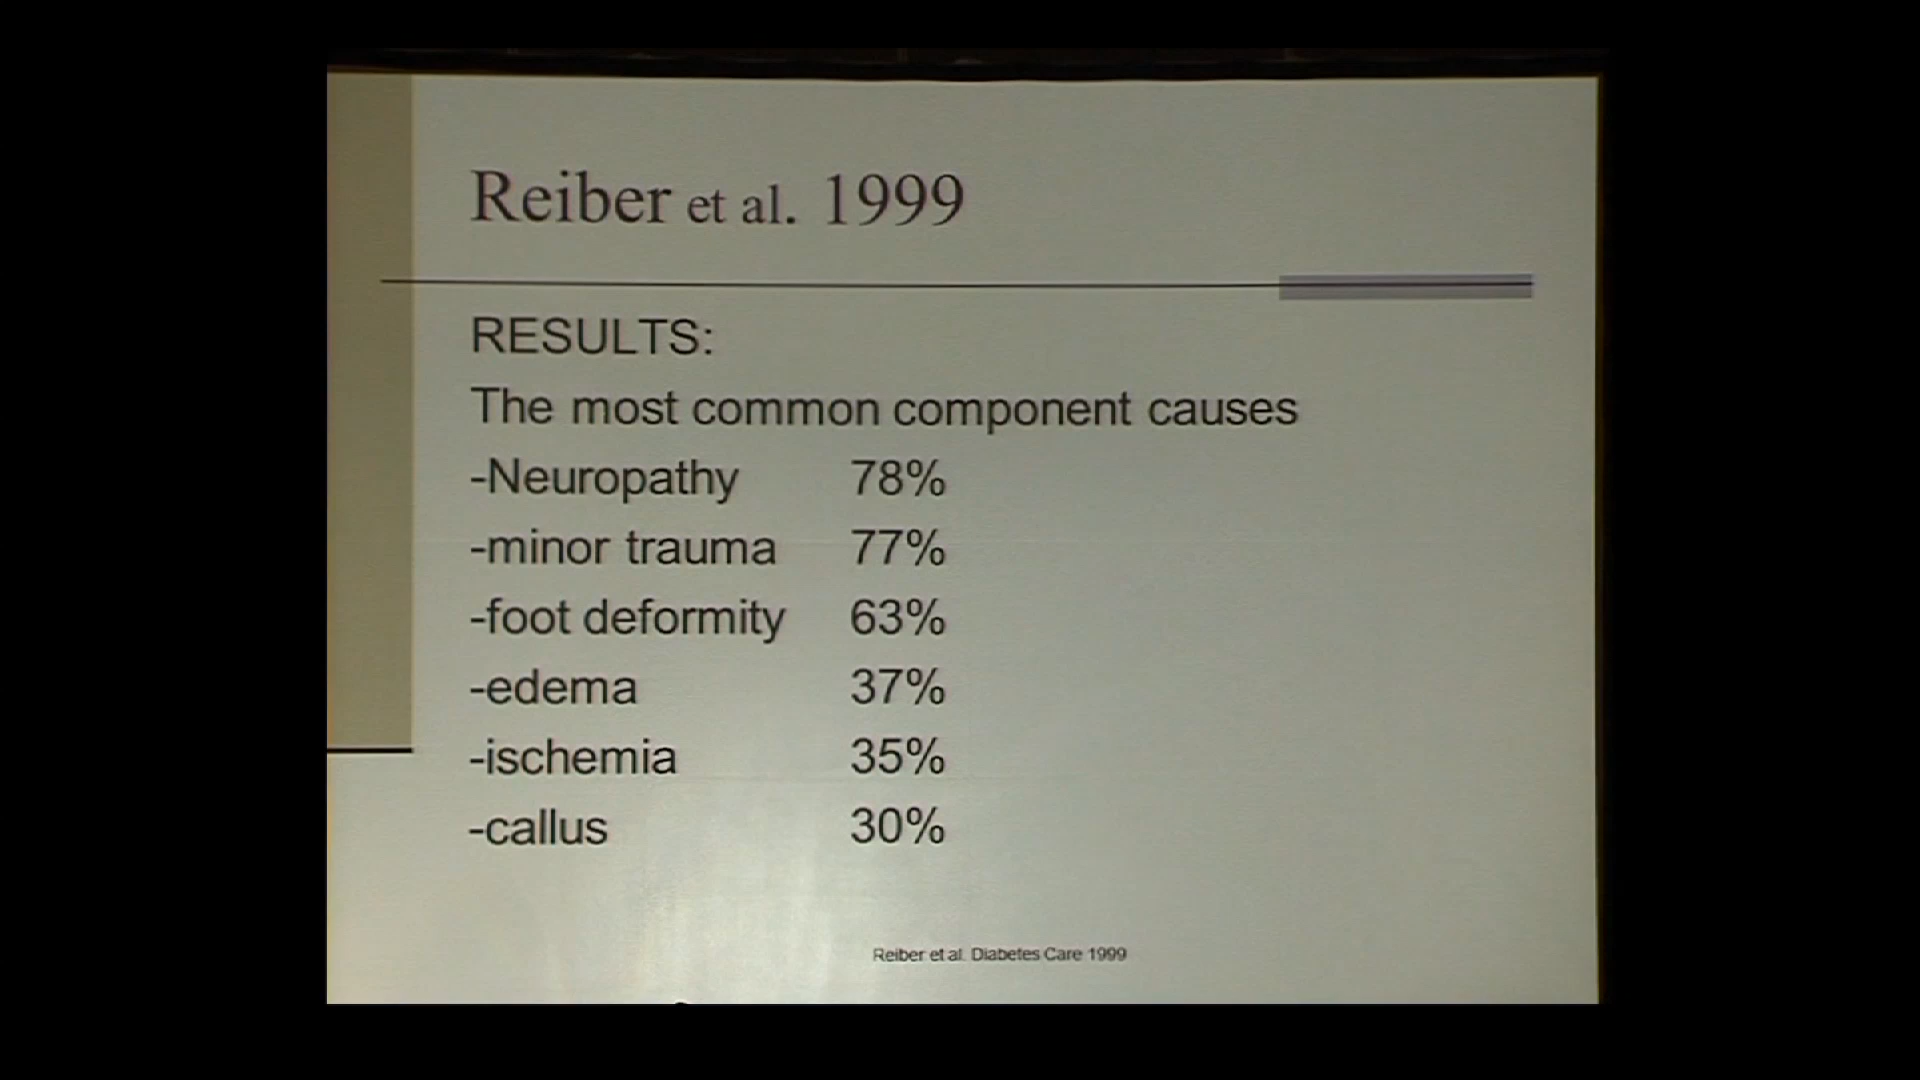 Reiber et al. 1999
RESULTS:
The most common component causes
-Neuropathy 78%
-minor trauma 77%
-foot deformity 63%
-edema 37%
-ischemia 35%
-callus 30%
Reiber et al. Diabetes Care 1999